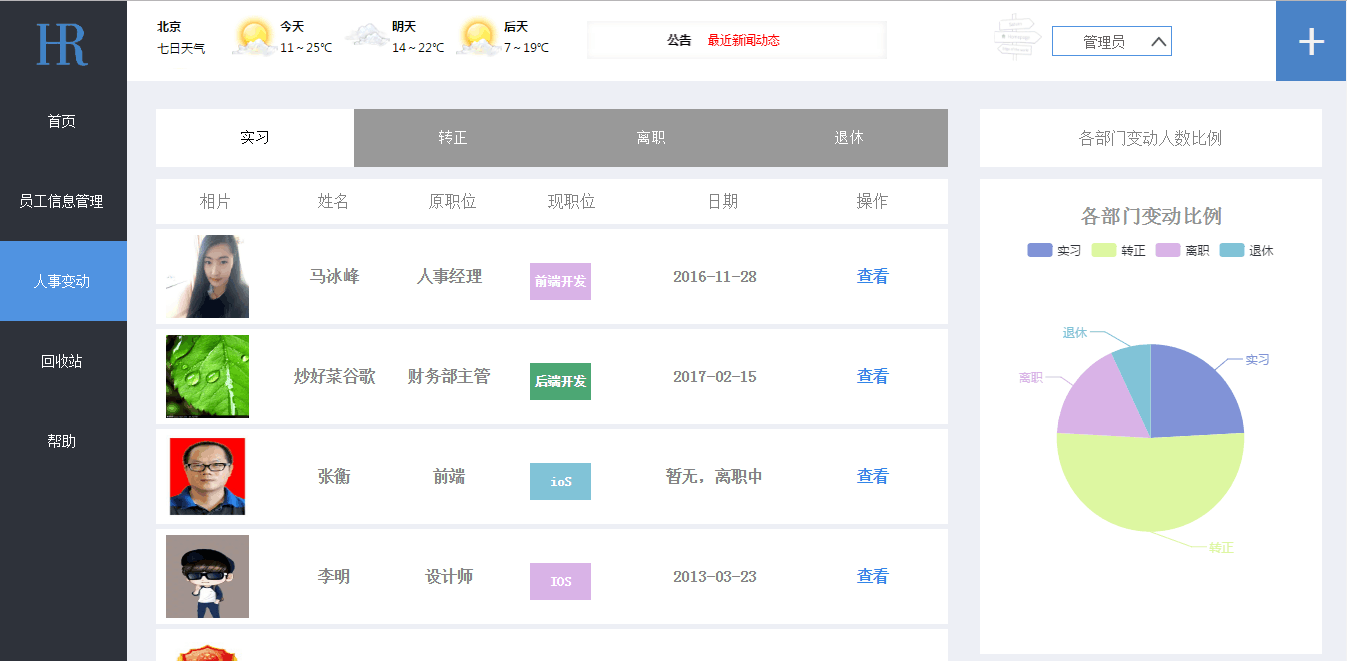 HR
首页
员工信息管理
人事变动
回收站
帮助
北京
七日天气
今天
11～25℃
明天
14～22℃
后天
7～19℃
公告 最近新闻动态
管理员
+
实习 转正 离职 退休
相片 姓名 原职位 现职位 日期 操作
马冰峰 人事经理 前端开发 2016-11-28 查看
炒好菜谷歌 财务部主管 后端开发 2017-02-15 查看
张衡 前端 ioS 暂无，离职中 查看
李明 设计师 IOS 2013-03-23 查看
各部门变动人数比例
各部门变动比例
实习 转正 离职 退休
退休
实习
离职
转正